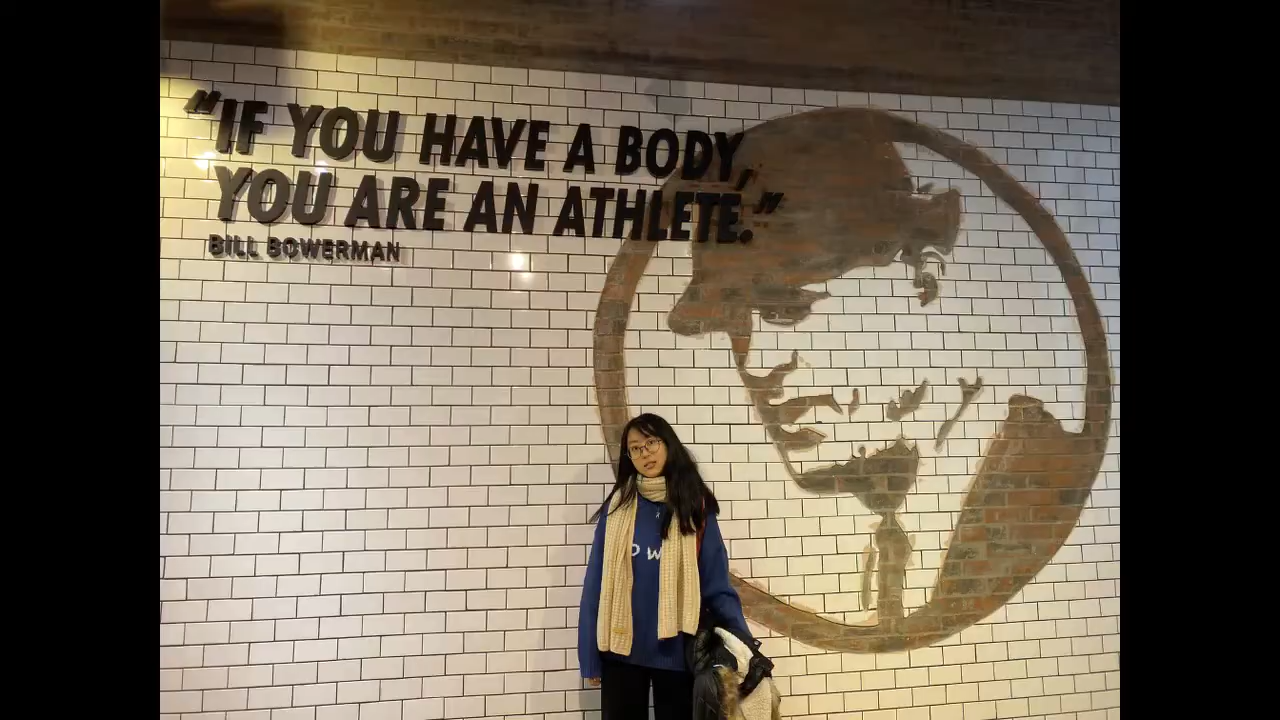 “IF YOU HAVE A BODY,
YOU ARE AN ATHLETE.”
BILL BOWERMAN